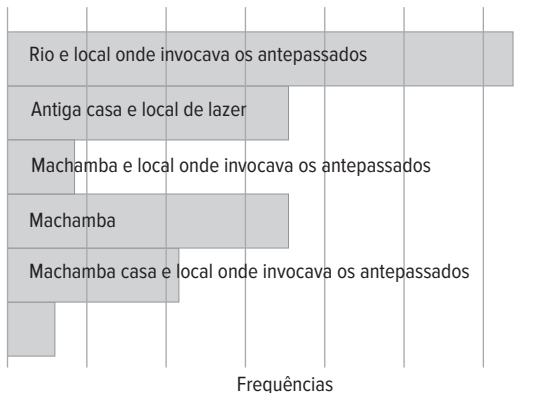 Rio e local onde invocava os antepassados
Antiga casa e local de lazer
Machamba e local onde invocava os antepassados
Machamba
Machamba casa e local onde invocava os antepassados
Frequências